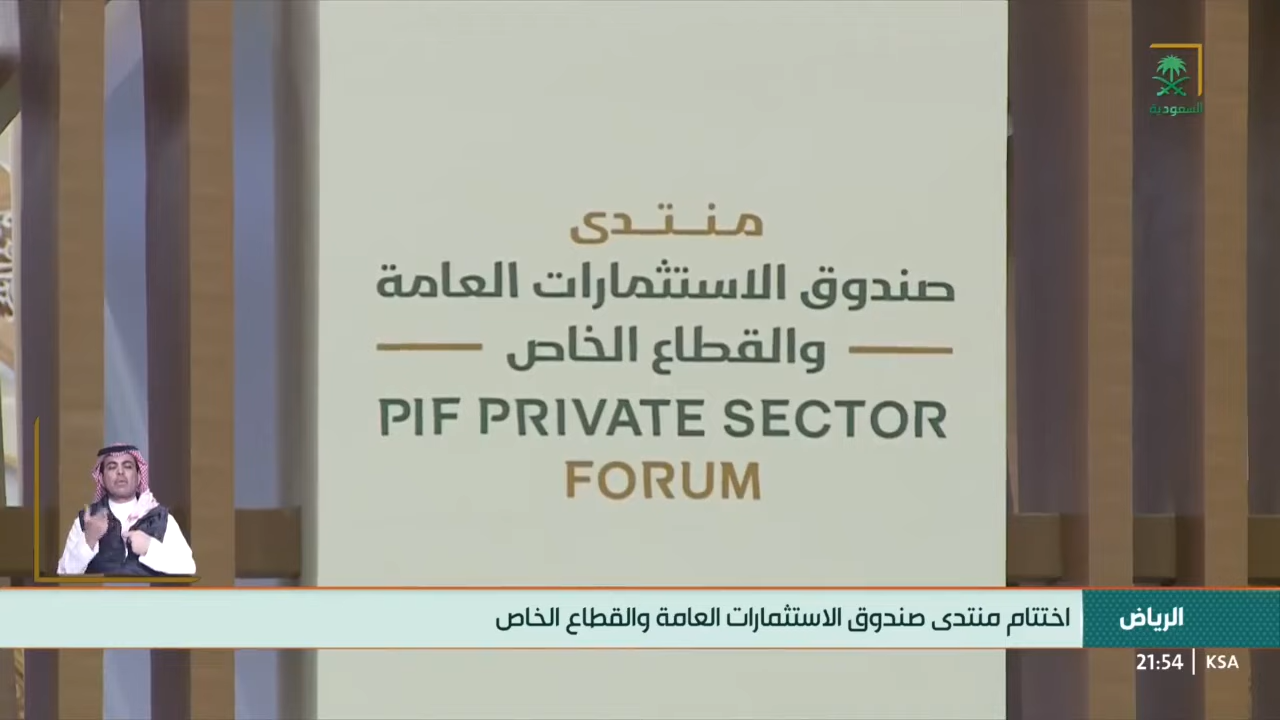 السعودية
منتدى
صندوق الاستثمارات العامة
والقطاع الخاص
PIF PRIVATE SECTOR
FORUM
الرياض
اختتام منتدى صندوق الاستثمارات العامة والقطاع الخاص
21:54 | KSA